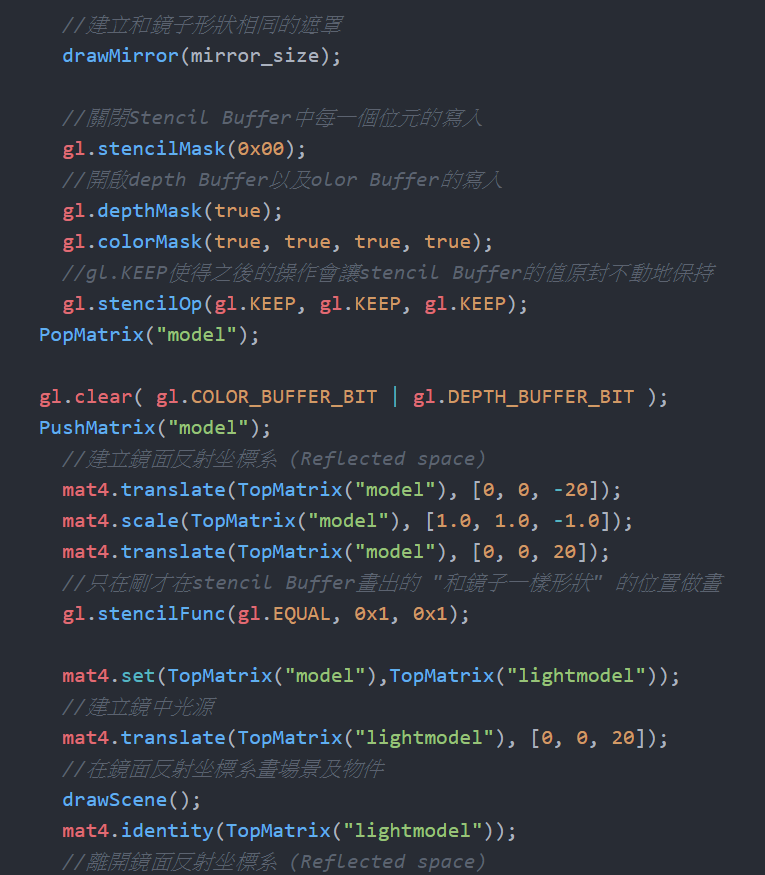 //建立和鏡子形狀相同的遮罩
drawMirror(mirror_size);
//關閉Stencil Buffer中每一個位元的寫入
gl.stencilMask(0x00);
//開啟depth Buffer以及olor Buffer的寫入
gl.depthMask(true);
gl.colorMask(true, true, true, true);
//gl.KEEP使得之後的操作會讓stencil Buffer的值原封不動地保持
gl.stencilOp(gl.KEEP, gl.KEEP, gl.KEEP);
PopMatrix("model");
gl.clear( gl.COLOR_BUFFER_BIT | gl.DEPTH_BUFFER_BIT );
PushMatrix("model");
//建立鏡面反射坐標系 (Reflected space)
mat4.translate(TopMatrix("model"), [0, 0, -20]);
mat4.scale(TopMatrix("model"), [1.0, 1.0, -1.0]);
mat4.translate(TopMatrix("model"), [0, 0, 20]);
//只在剛才在stencil Buffer畫出的 "和鏡子一樣形狀" 的位置做畫
gl.stencilFunc(gl.EQUAL, 0x1, 0x1);
mat4.set(TopMatrix("model"),TopMatrix("lightmodel"));
//建立鏡中光源
mat4.translate(TopMatrix("lightmodel"), [0, 0, 20]);
//在鏡面反射坐標系畫場景及物件
drawScene();
mat4.identity(TopMatrix("lightmodel"));
//離開鏡面反射坐標系 (Reflected space)